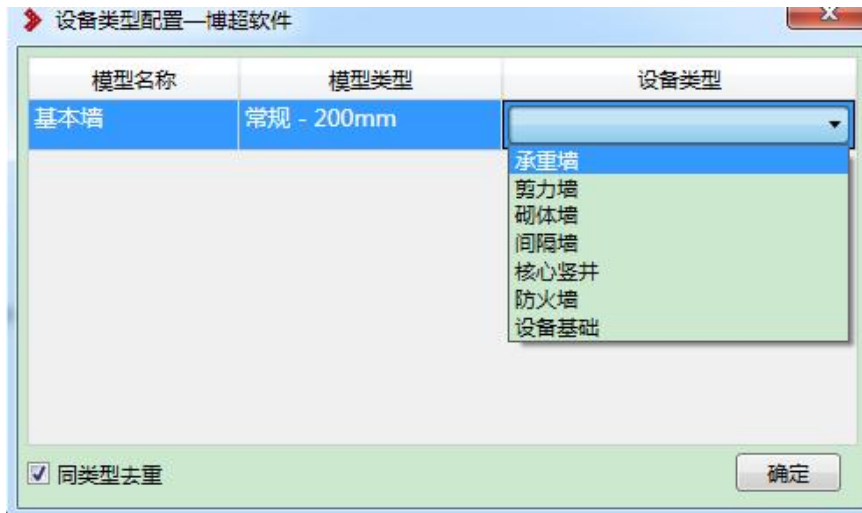 设备类型配置—博超软件
模型名称 模型类型 设备类型
基本墙 常规 - 200mm
承重墙
剪力墙
砌体墙
间隔墙
核心竖井
防火墙
设备基础
同类型去重 确定